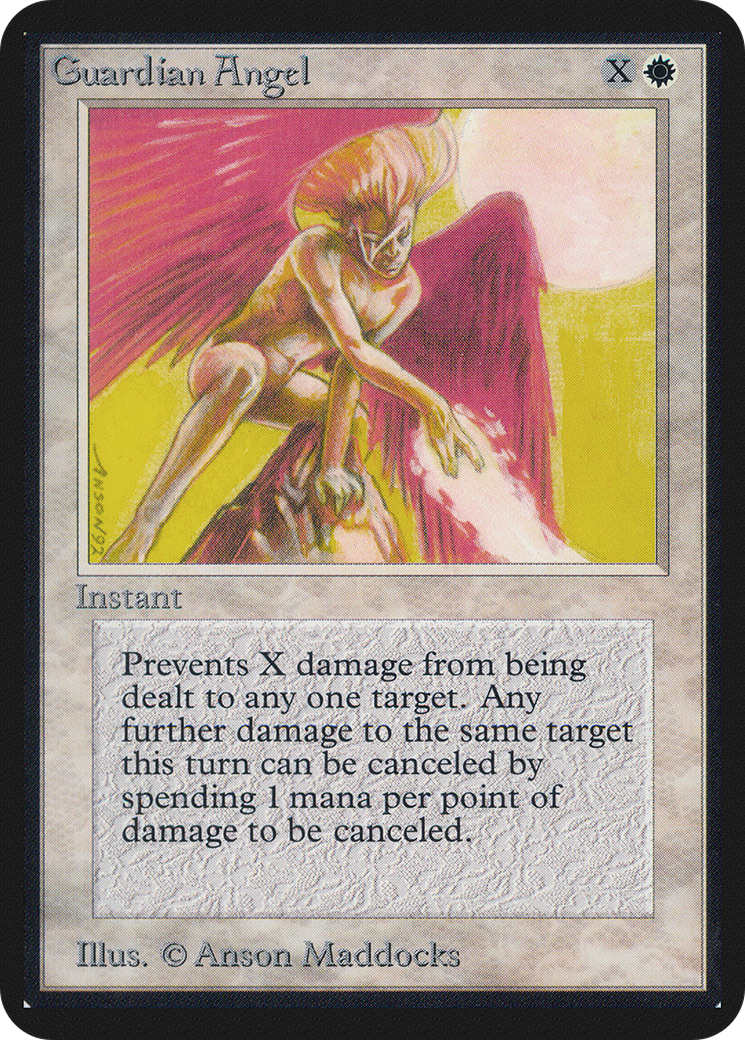 Guardian Angel X
ANSON92
Instant
Prevents X damage from being
dealt to any one target. Any
further damage to the same target
this turn can be canceled by
spending 1 mana per point of
damage to be canceled.
Illus. © Anson Maddocks